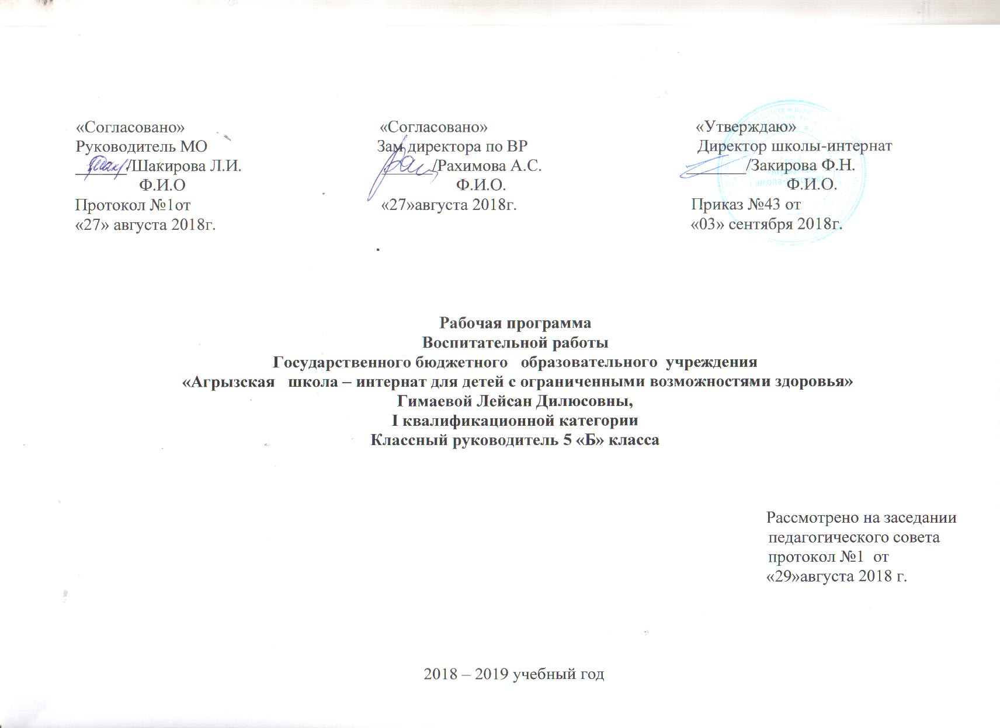 «Согласовано»
Руководитель МО
/Шакирова Л.И.
Ф.И.О
Протокол №1от
«27» августа 2018г.
«Согласовано»
Зам директора по ВР
/Рахимова А.С.
Ф.И.О.
«27»августа 2018г.
«Утверждаю»
Директор школы-интернат
/Закирова Ф.Н.
Ф.И.О.
Приказ №43 от
«03» сентября 2018г.
Рабочая программа
Воспитательной работы
Государственного бюджетного образовательного учреждения
«Агрызская школа – интернат для детей с ограниченными возможностями здоровья»
Гимаевой Лейсан Дилюсовны,
I квалификационной категории
Классный руководитель 5 «Б» класса
Рассмотрено на заседании
педагогического совета
протокол №1 от
«29»августа 2018 г.
2018 – 2019 учебный год